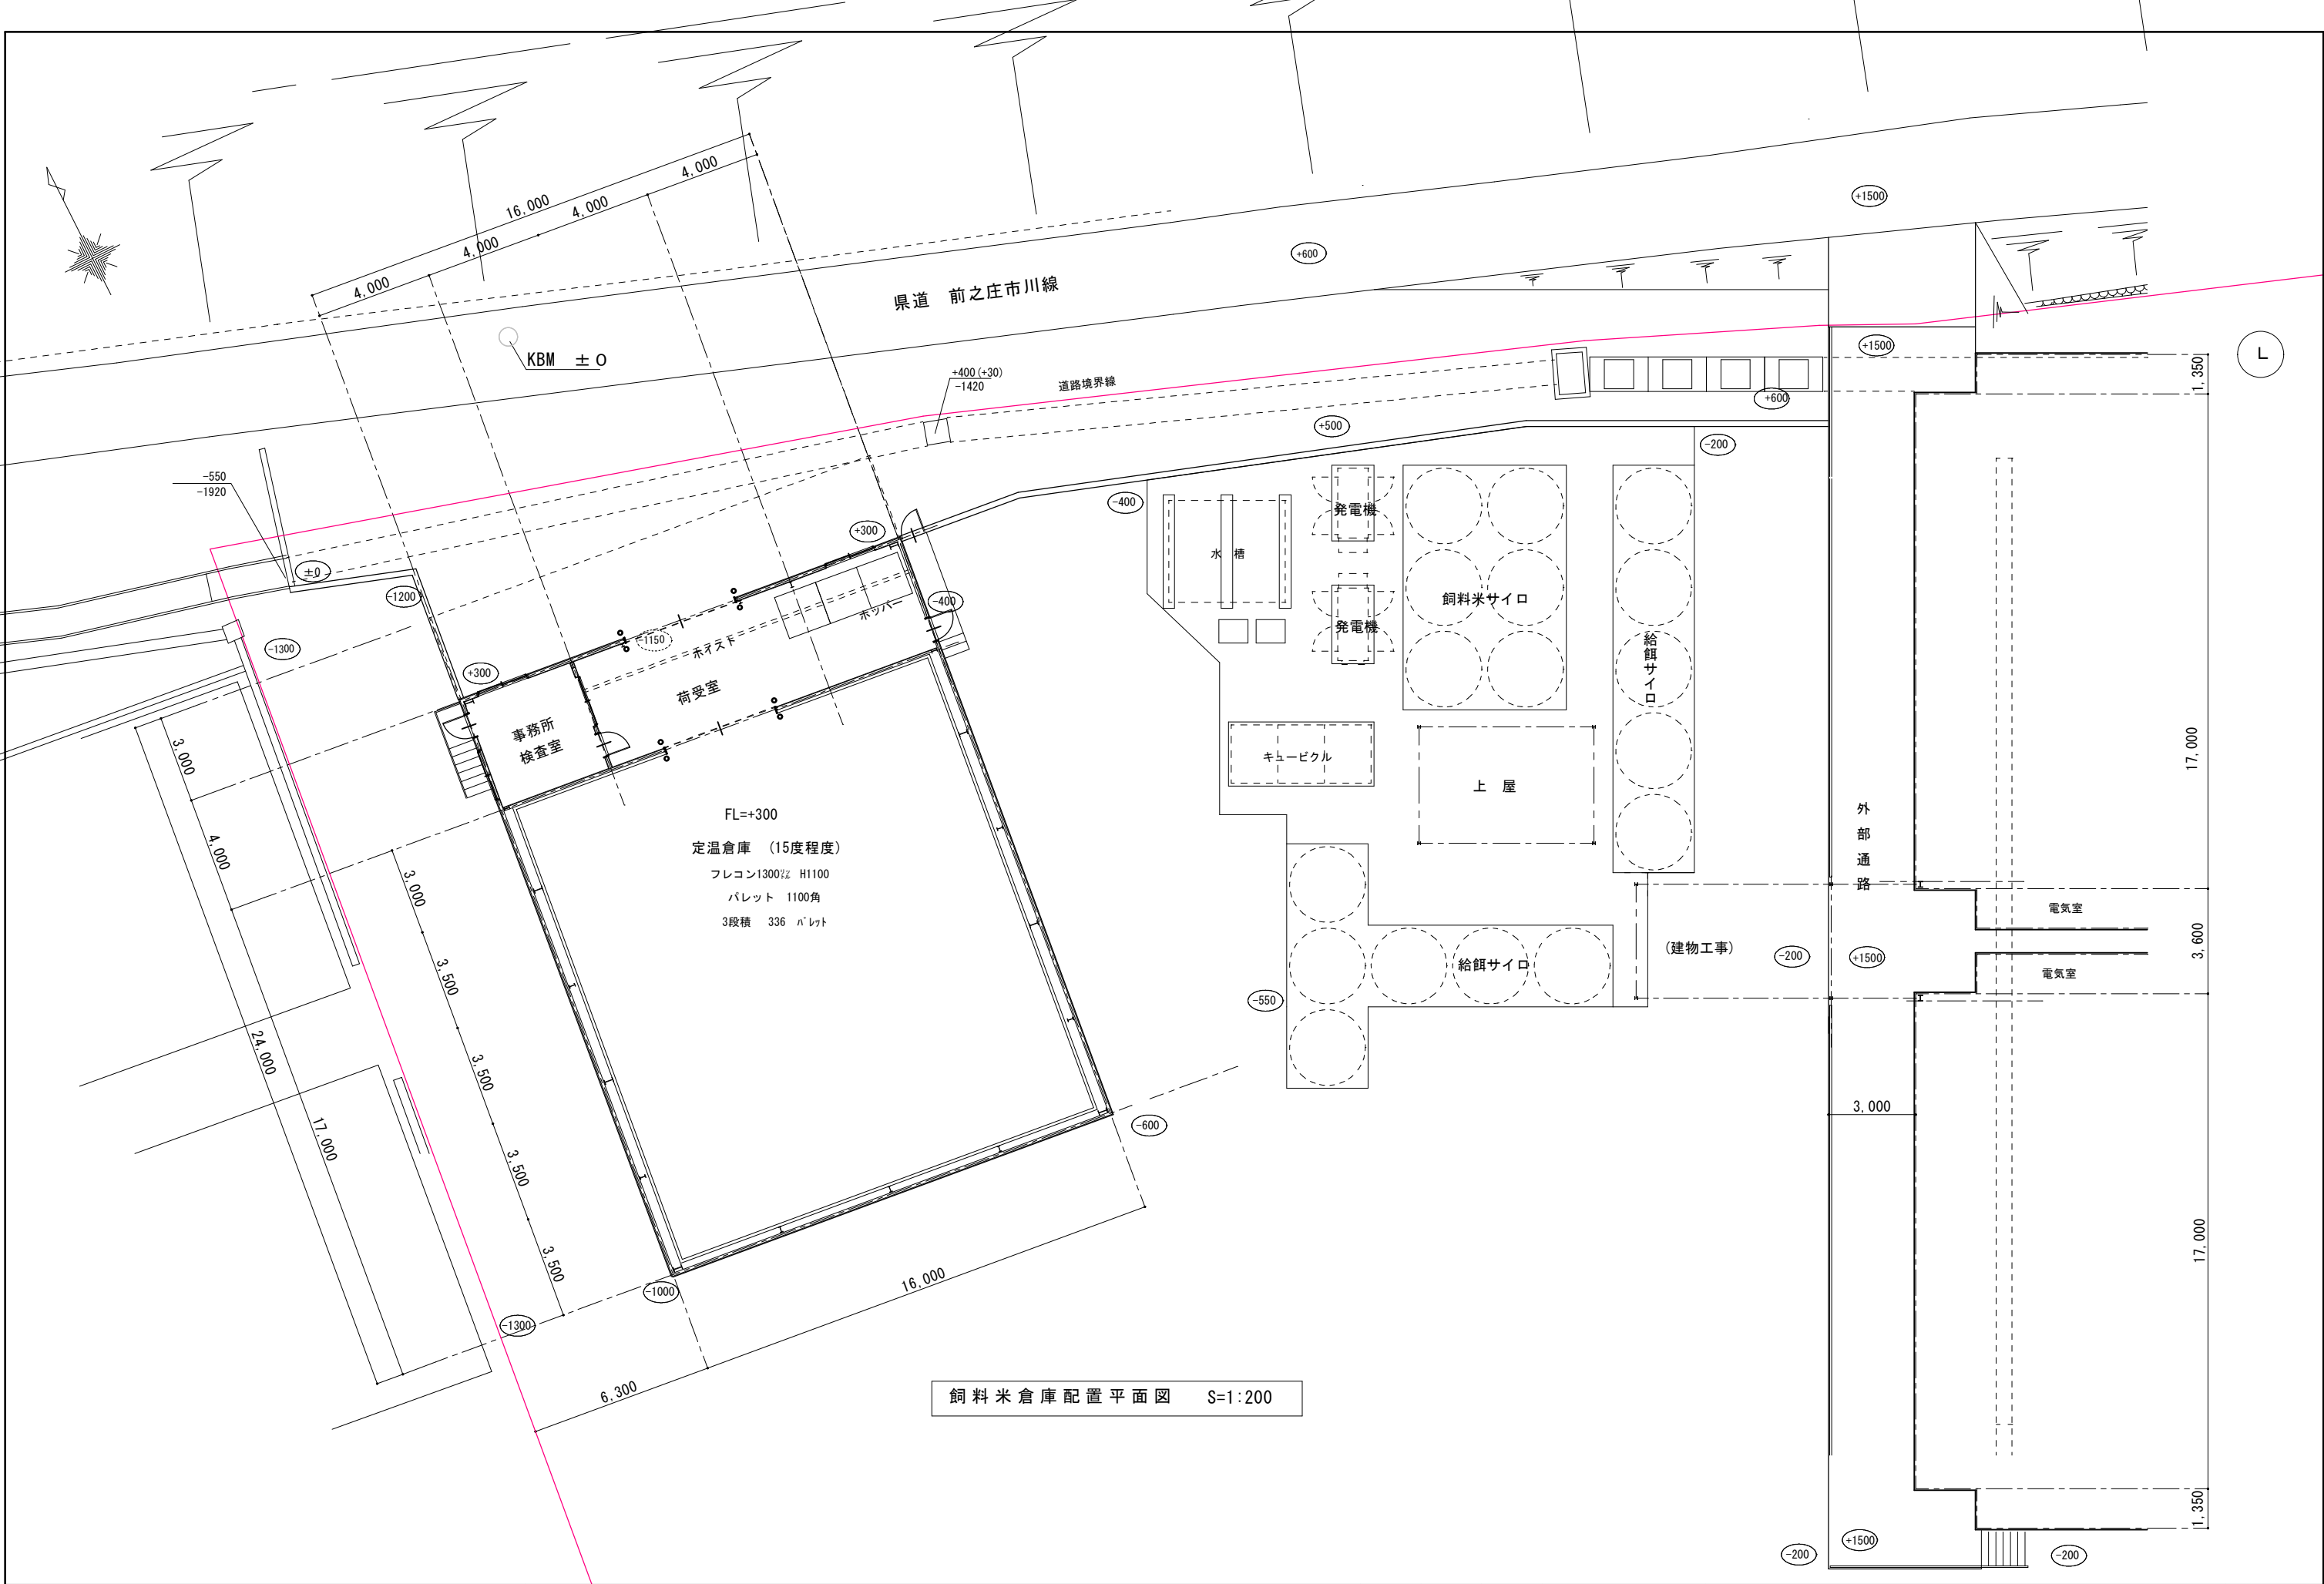 16,000
4,000
4,000
4,000
4,000
県道 前之庄市川線
KBM ±0
+600
+1500
+1500
L
1,350
+400(+30)
-1420
道路境界線
+600
+500
-200
-550
-1920
±0
-1200
-1300
+300
+300
-400
-400
-1150
ホイスト
ホッパー
荷受室
事務所
検査室
水 槽
発電機
発電機
飼料米サイロ
給餌サイロ
キュービクル
上 屋
外部通路
17,000
電気室
3,600
電気室
(建物工事)
-200
+1500
給餌サイロ
-550
FL=+300
定温倉庫 (15度程度)
フレコン1300㍑ H1100
パレット 1100角
3段積 336 パレット
3,000
4,000
17,000
24,000
3,000
3,500
3,500
3,500
3,500
-600
-1000
-1300
16,000
6,300
3,000
17,000
1,350
飼料米倉庫配置平面図 S=1:200
-200
+1500
-200